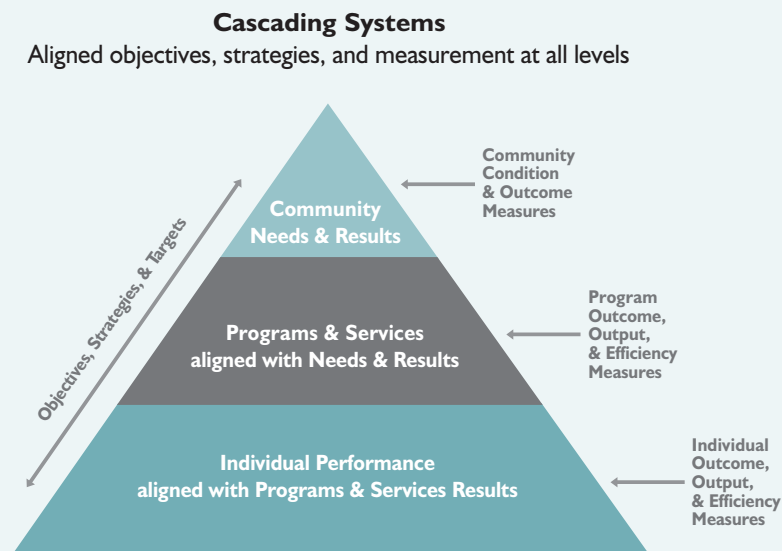 Cascading Systems
Aligned objectives, strategies, and measurement at all levels
Community
Condition
& Outcome
Measures
Community
Needs & Results
Objectives, Strategies, & Targets
Program
Outcome,
Output,
& Efficiency
Measures
Programs & Services
aligned with Needs & Results
Individual
Outcome,
Output,
& Efficiency
Measures
Individual Performance
aligned with Programs & Services Results